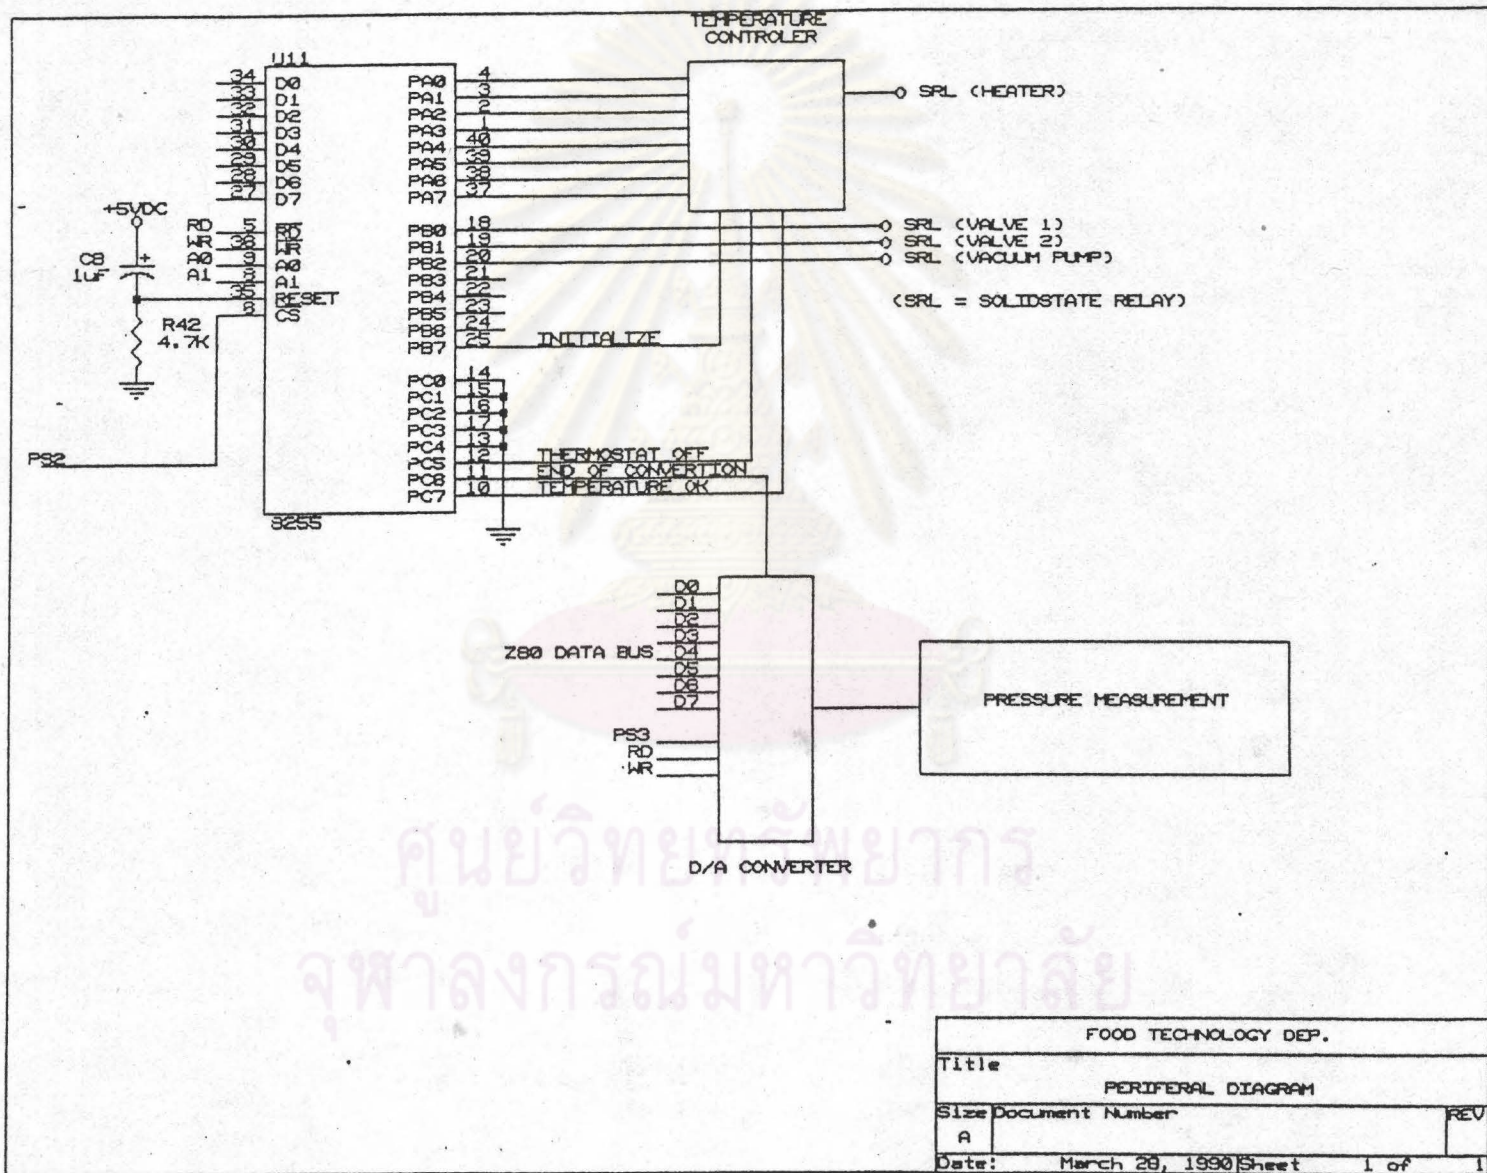 TEMPERATURE
CONTROLER
U11
34 D0 PA0 4
33 D1 PA1 3
32 D2 PA2 2
31 D3 PA3 1
30 D4 PA4 40
29 D5 PA5 39
28 D6 PA6 38
27 D7 PA7 37
SRL (HEATER)
+5VDC
C8
1uF
+
R42
4.7K
RD 5 RD PB0 18
WR 36 WR PB1 19
A0 9 A0 PB2 20
A1 A1 PB3 21
RESET PB4 22
CS PB5 23
PB6 24
PB7 25
SRL (VALVE 1)
SRL (VALVE 2)
SRL (VACUUM PUMP)
(SRL = SOLIDSTATE RELAY)
INITIALIZE
PC0 14
PC1 15
PC2 16
PC3 17
PC4 13
PC5 12 THERMOSTAT OFF
PC6 11 END OF CONVERTION
PC7 10 TEMPERATURE OK
PS2
8255
D0
D1
D2
D3
Z80 DATA BUS D4
D5
D6
D7
PS3
RD
WR
PRESSURE MEASUREMENT
D/A CONVERTER
ศูนย์วิทยทรัพยากร
จุฬาลงกรณ์มหาวิทยาลัย
FOOD TECHNOLOGY DEP.
Title
PERIFERAL DIAGRAM
Size Document Number REV
A
Date: March 28, 1990 Sheet 1 of 1